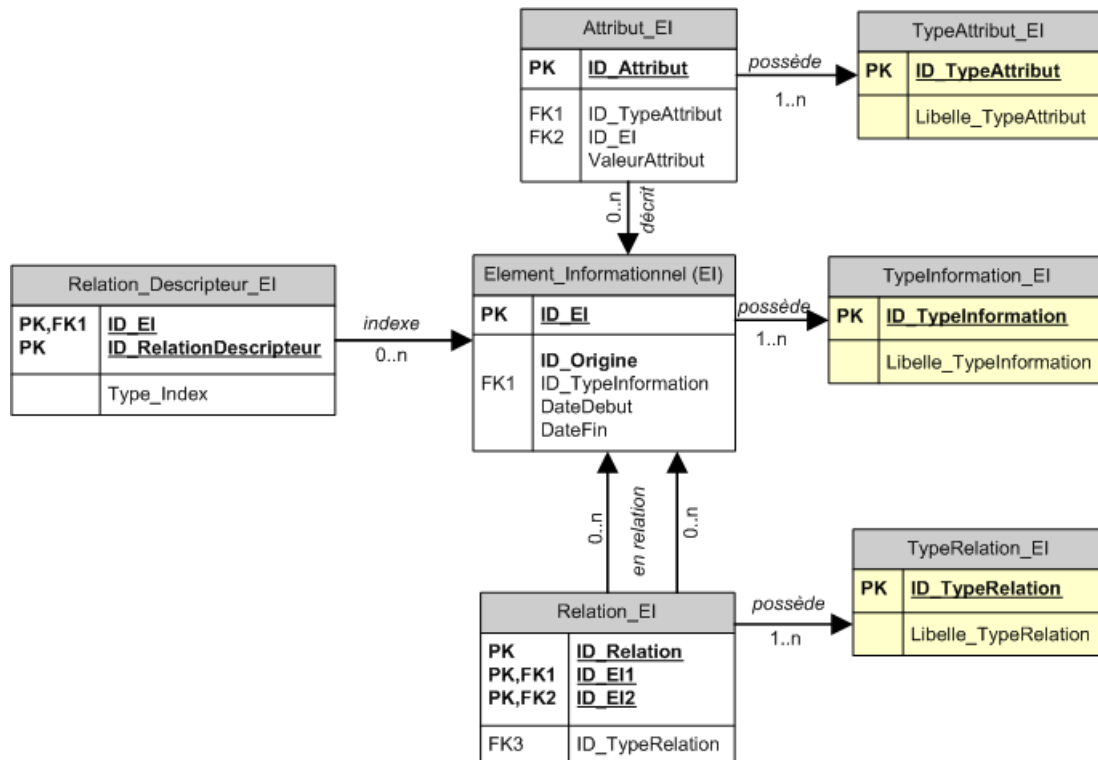 Attribut_EI
PK ID_Attribut
FK1 ID_TypeAttribut
FK2 ID_EI
ValeurAttribut
possède
1..n
TypeAttribut_EI
PK ID_TypeAttribut
Libelle_TypeAttribut
0..n
décrit
Relation_Descripteur_EI
PK,FK1 ID_EI
PK ID_RelationDescripteur
Type_Index
indexe
0..n
Element_Informationnel (EI)
PK ID_EI
ID_Origine
FK1 ID_TypeInformation
DateDebut
DateFin
possède
1..n
TypeInformation_EI
PK ID_TypeInformation
Libelle_TypeInformation
0..n
en relation
0..n
Relation_EI
PK ID_Relation
PK,FK1 ID_EI1
PK,FK2 ID_EI2
FK3 ID_TypeRelation
possède
1..n
TypeRelation_EI
PK ID_TypeRelation
Libelle_TypeRelation